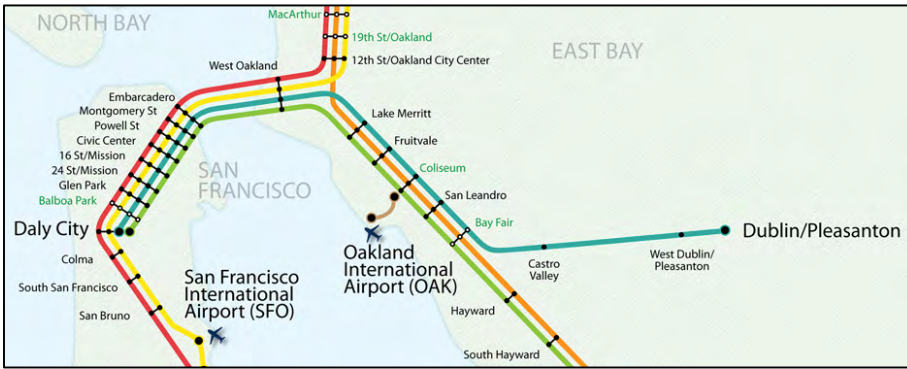 NORTH BAY
MacArthur
19th St/Oakland
12th St/Oakland City Center
EAST BAY
West Oakland
Embarcadero
Montgomery St
Powell St
Civic Center
16 St/Mission
24 St/Mission
Glen Park
Balboa Park
Daly City
Colma
South San Francisco
San Bruno
SAN
FRANCISCO
San Francisco
International
Airport (SFO)
Lake Merritt
Fruitvale
Coliseum
San Leandro
Bay Fair
Oakland
International
Airport (OAK)
Castro
Valley
West Dublin/
Pleasanton
Dublin/Pleasanton
Hayward
South Hayward